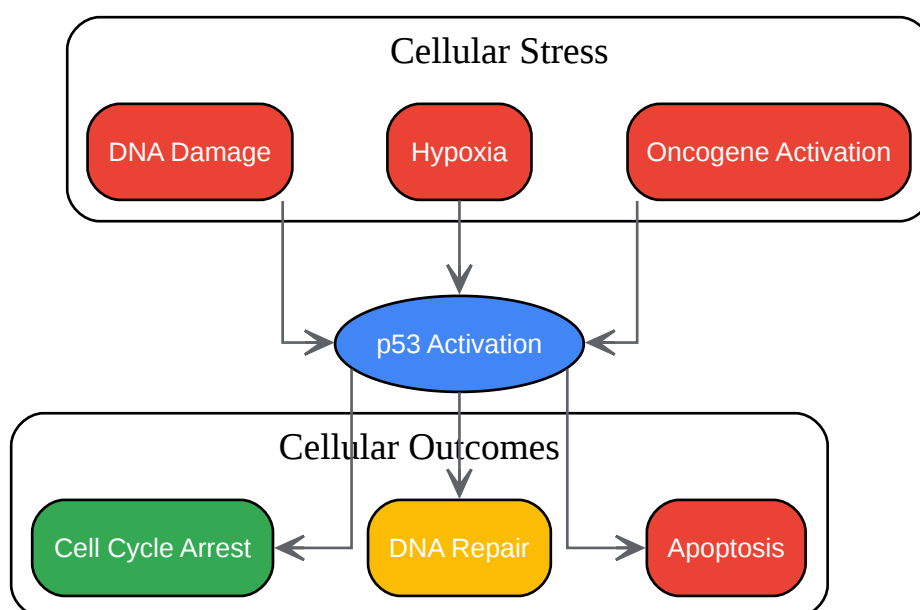 Cellular Stress
DNA Damage
Hypoxia
Oncogene Activation
p53 Activation
Cellular Outcomes
Cell Cycle Arrest
DNA Repair
Apoptosis